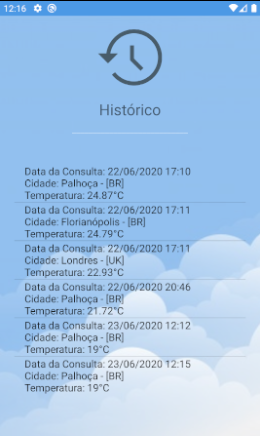 12:16
Histórico
Data da Consulta: 22/06/2020 17:10
Cidade: Palhoça - [BR]
Temperatura: 24.87°C
Data da Consulta: 22/06/2020 17:11
Cidade: Florianópolis - [BR]
Temperatura: 24.79°C
Data da Consulta: 22/06/2020 17:11
Cidade: Londres - [UK]
Temperatura: 22.93°C
Data da Consulta: 22/06/2020 20:46
Cidade: Palhoça - [BR]
Temperatura: 21.72°C
Data da Consulta: 23/06/2020 12:12
Cidade: Palhoça - [BR]
Temperatura: 19°C
Data da Consulta: 23/06/2020 12:15
Cidade: Palhoça - [BR]
Temperatura: 19°C